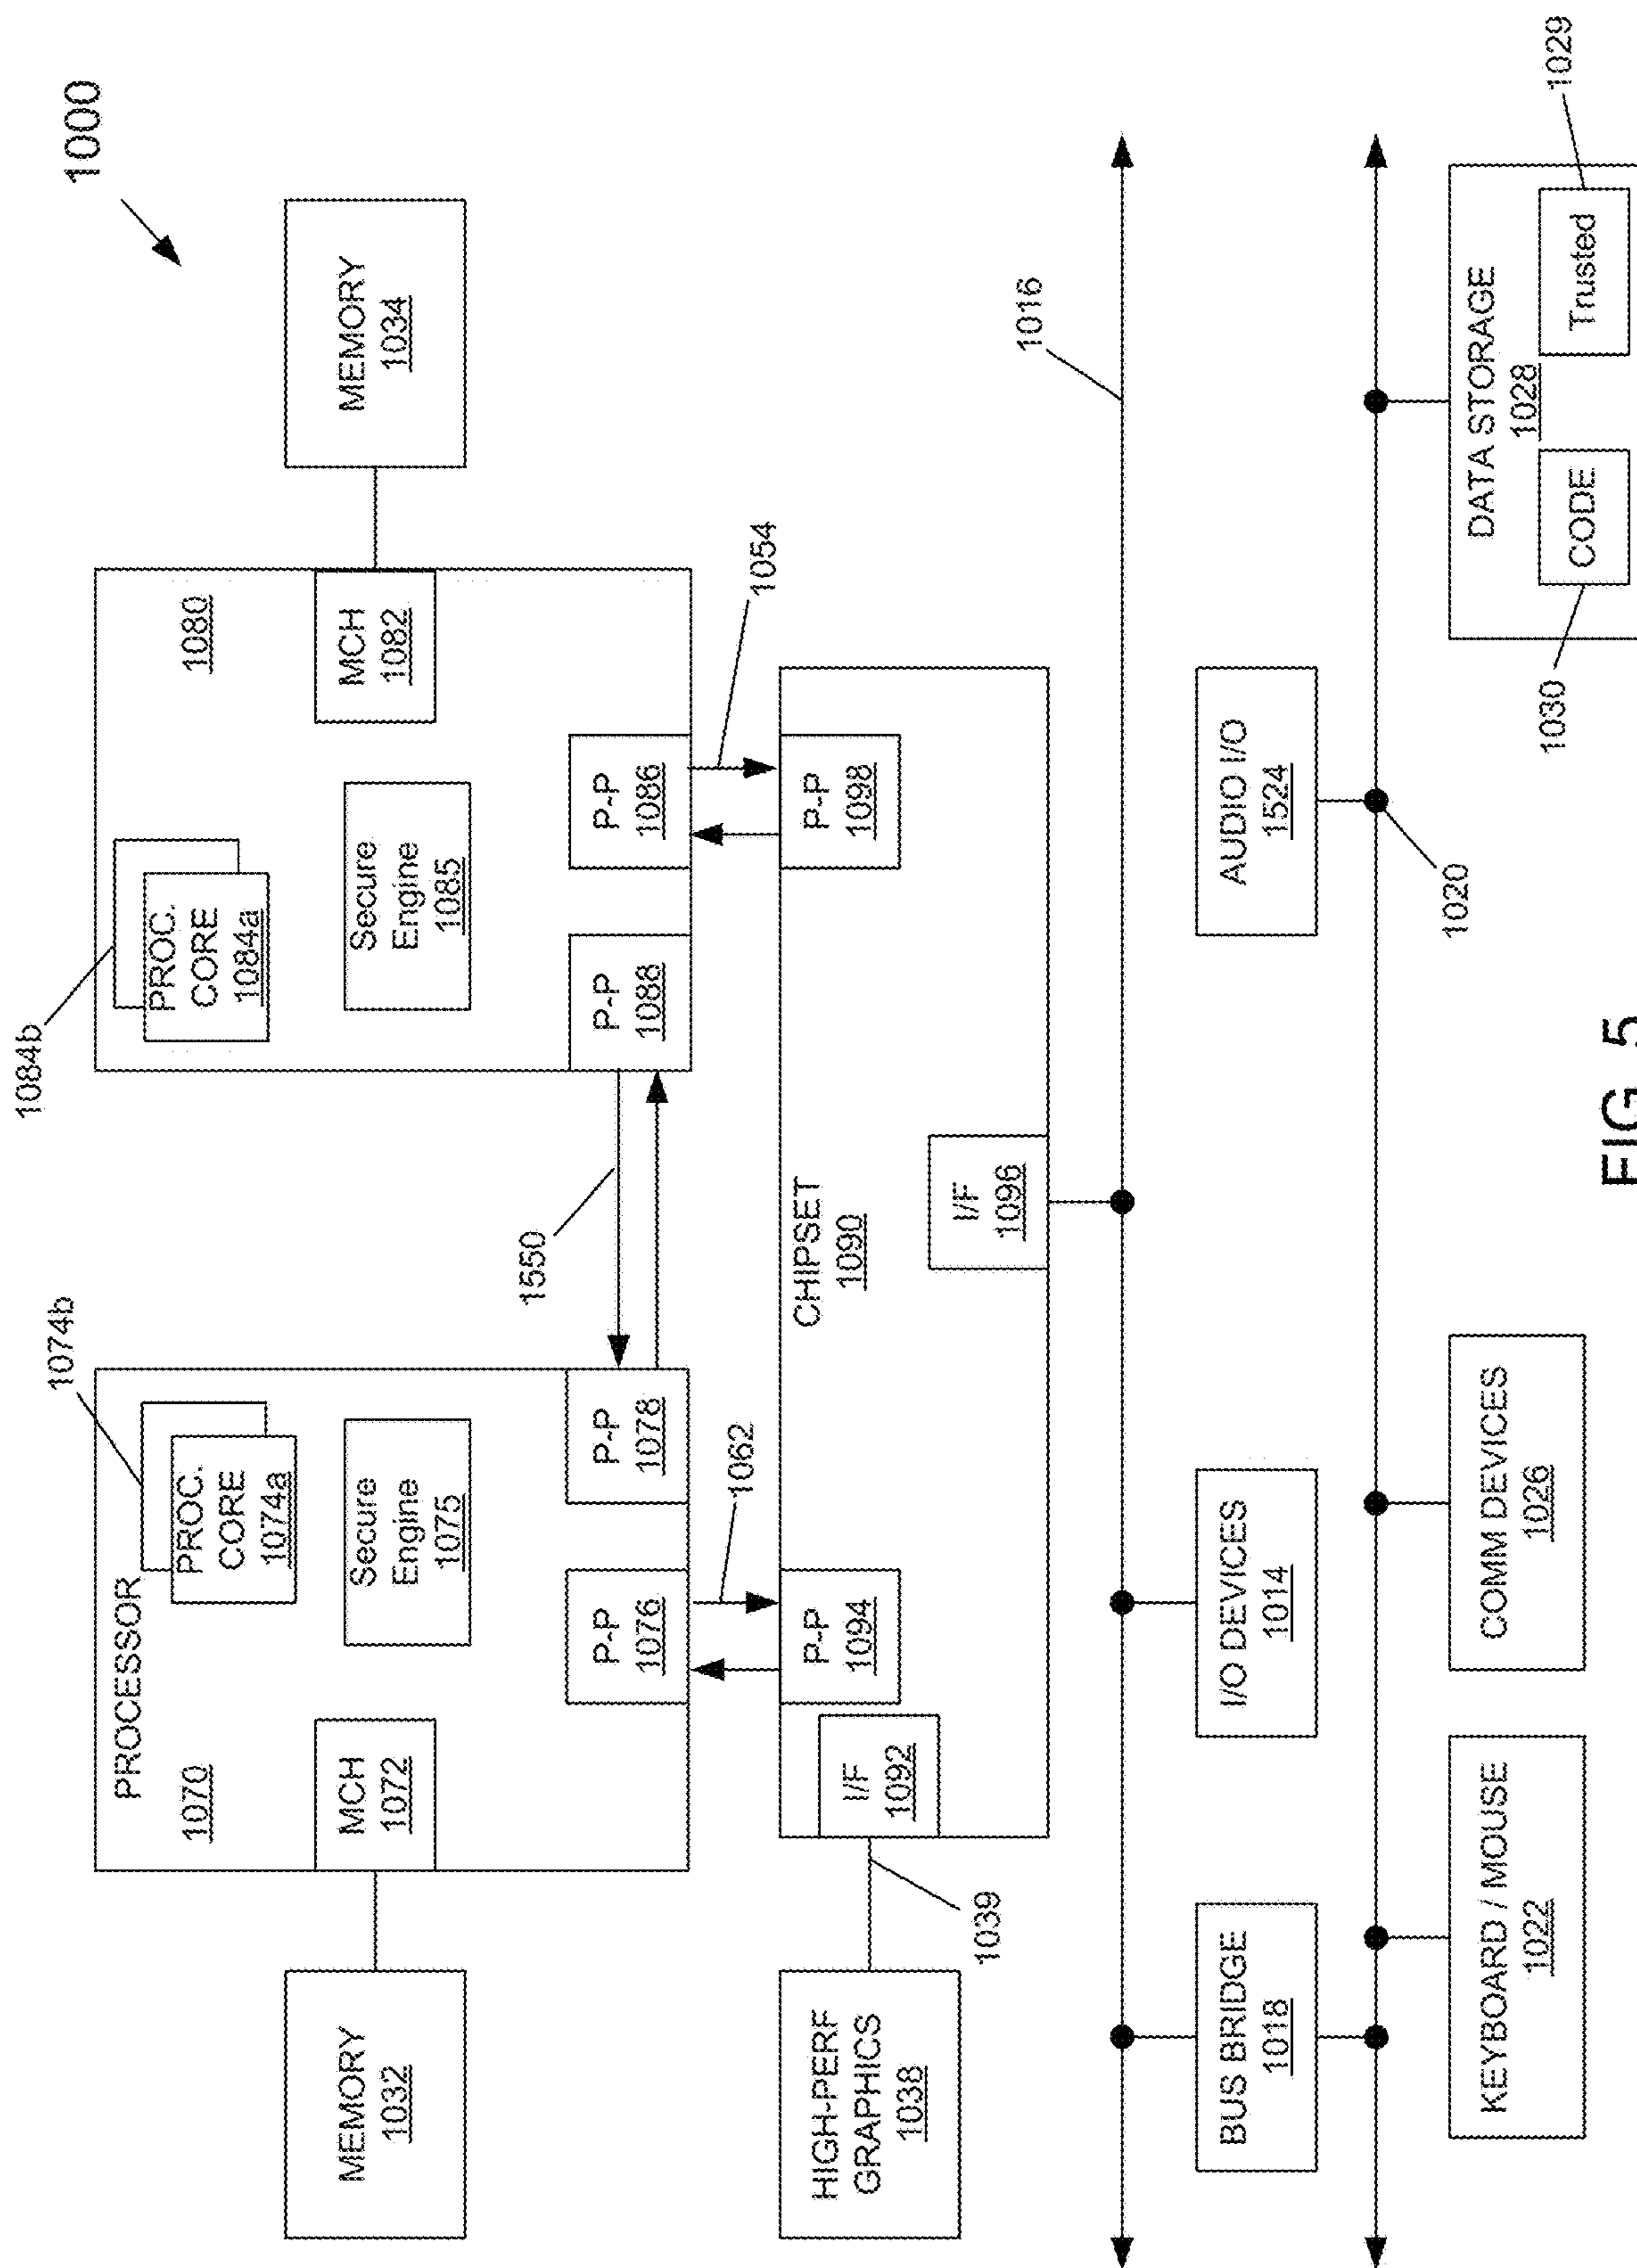 1000
1074b
1084b
PROCESSOR
1070
PROC.
CORE
1074a
PROC.
CORE
1084a
1080
MEMORY
1032
MCH
1072
Secure
Engine
1075
Secure
Engine
1085
MCH
1082
MEMORY
1034
1550
P-P
1076
P-P
1078
P-P
1088
P-P
1086
1062
1054
HIGH-PERF
GRAPHICS
1038
1039
I/F
1092
P-P
1094
CHIPSET
1090
P-P
1098
I/F
1096
1016
BUS BRIDGE
1018
I/O DEVICES
1014
AUDIO I/O
1524
1020
KEYBOARD / MOUSE
1022
COMM DEVICES
1026
DATA STORAGE
1028
CODE
Trusted
1030
1029
FIG. 5